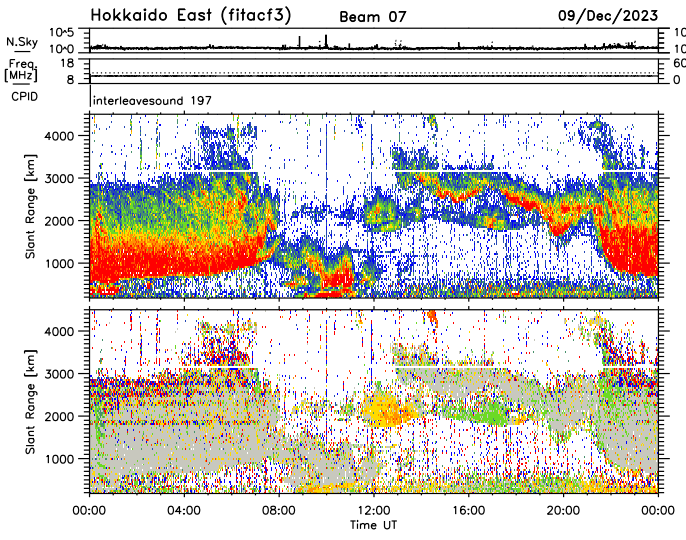 Hokkaido East (fitacf3) Beam 07 09/Dec/2023
N.Sky 10^5 10^0 10 10
Freq. [MHz] 18 8 60 0
CPID interleavesound 197
Slant Range [km] 4000 3000 2000 1000
Slant Range [km] 4000 3000 2000 1000
00:00 04:00 08:00 12:00 16:00 20:00 00:00
Time UT